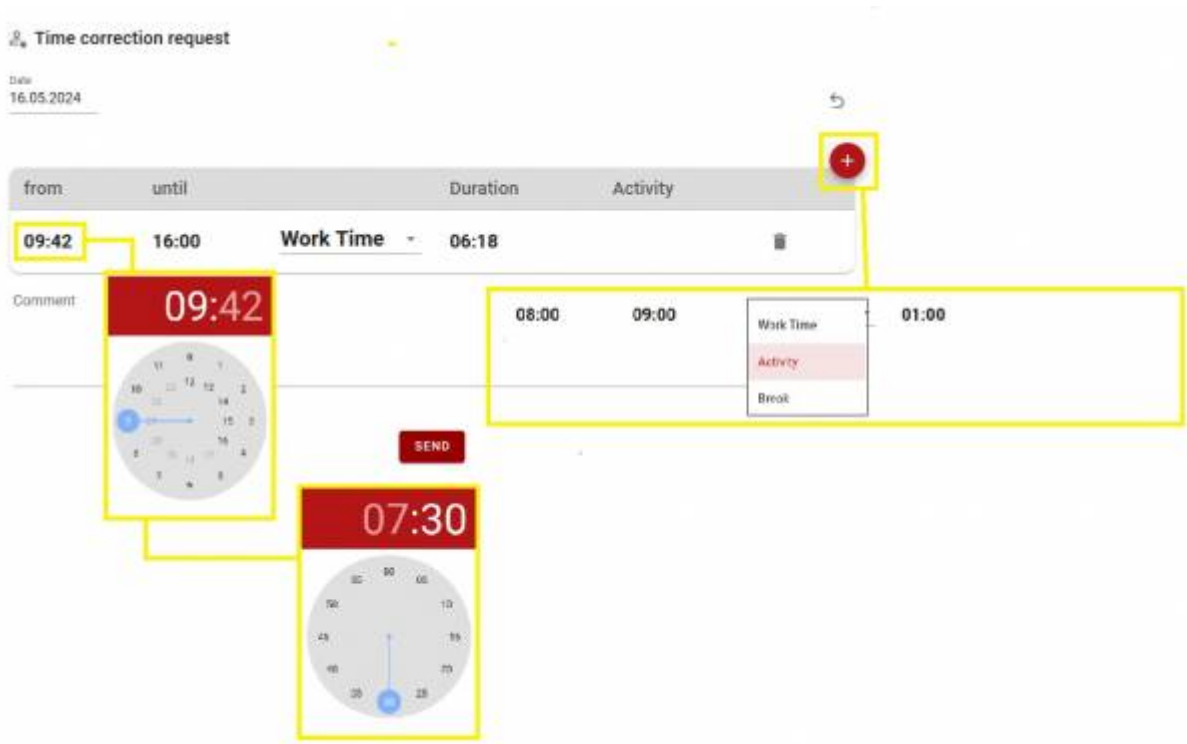 Time correction request
Date
16.05.2024
+
from until Duration Activity
09:42 16:00 Work Time 06:18
Comment
09:42
08:00 09:00 01:00
Work Time
Activity
Break
SEND
07:30